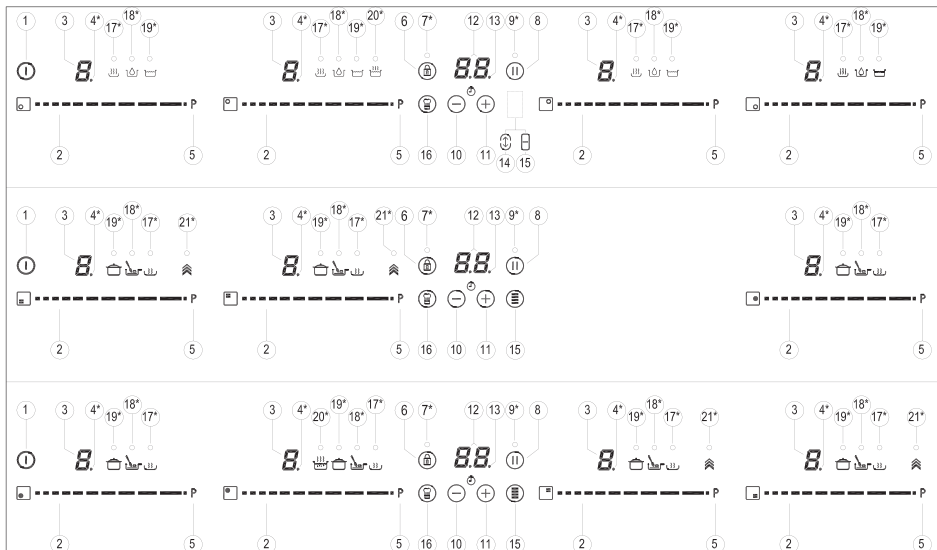 18* 18* 20* 18* 18*
1 3 4* 17* 19* 3 4* 17* 19* 6 7* 12 13 9* 8 3 4* 17* 19* 3 4* 17* 19*
8. 8. 8.8. 8. 8.
P P P P
2 5 2 5 16 10 11 14 15 2 5 2 5
1 3 4* 19* 18* 17* 21* 3 4* 19* 18* 17* 21* 6 7* 12 13 9* 8 3 4* 19* 18* 17*
8. 8. 8.8. 8.
P P P
2 5 2 5 16 10 11 15 2 5
1 3 4* 19* 18* 17* 3 4* 20* 19* 18* 17* 6 7* 12 13 9* 8 3 4* 19* 18* 17* 21* 3 4* 19* 18* 17* 21*
8. 8. 8.8. 8. 8.
P P P P
2 5 2 5 16 10 11 15 2 5 2 5